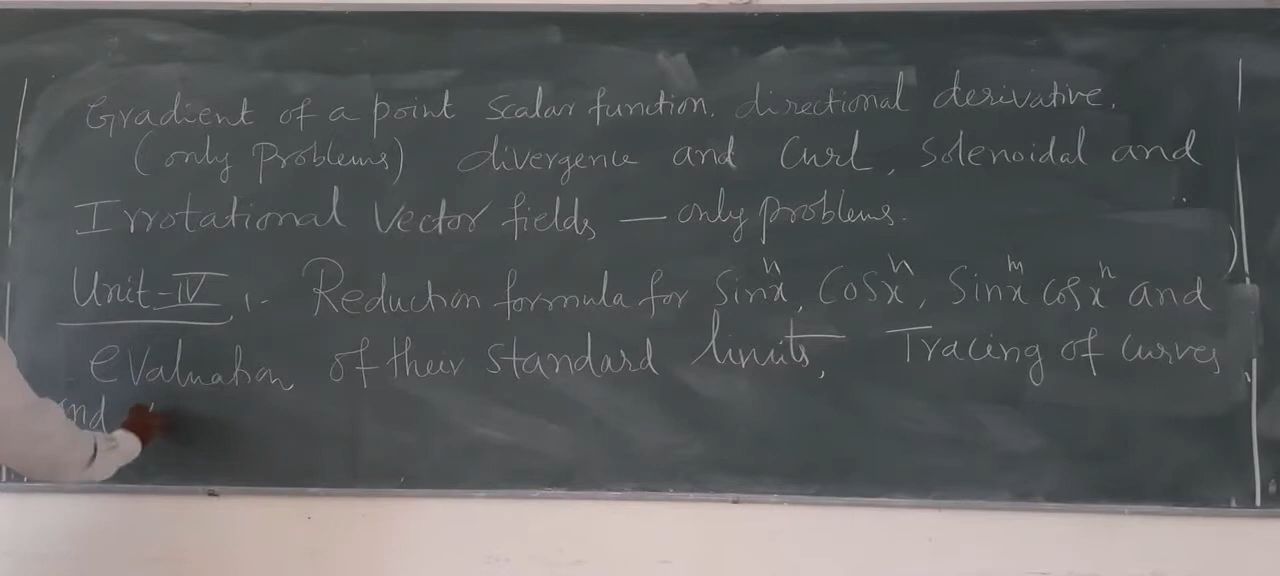 Gradient of a point scalar function. directional derivative.
(only problems) divergence and Curl, Solenoidal and
Irrotational Vector fields — only problems.
Unit-IV :- Reduction formula for Sinⁿx, Cosⁿx, Sinᵐx cosⁿx and
evaluation of their standard limits, Tracing of curves,
and